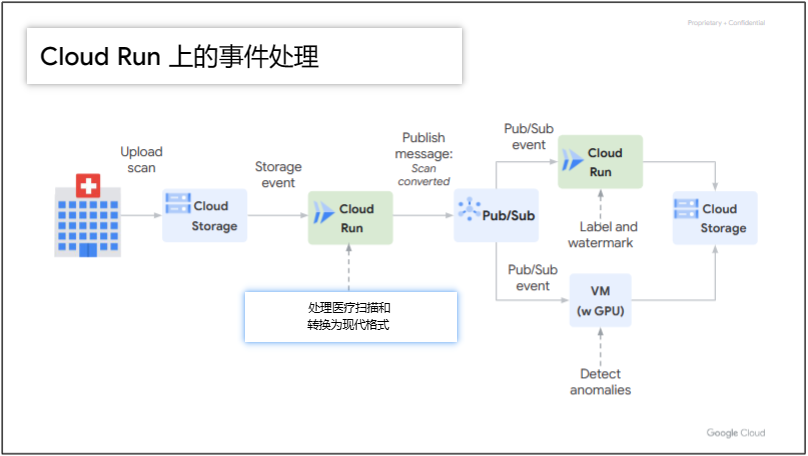 Proprietary + Confidential
Cloud Run 上的事件处理
Upload
scan
Cloud
Storage
Storage
event
Cloud
Run
处理医疗扫描和
转换为现代格式
Publish
message:
Scan
converted
Pub/Sub
Pub/Sub
event
Cloud
Run
Label and
watermark
Pub/Sub
event
VM
(w GPU)
Detect
anomalies
Cloud
Storage
Google Cloud